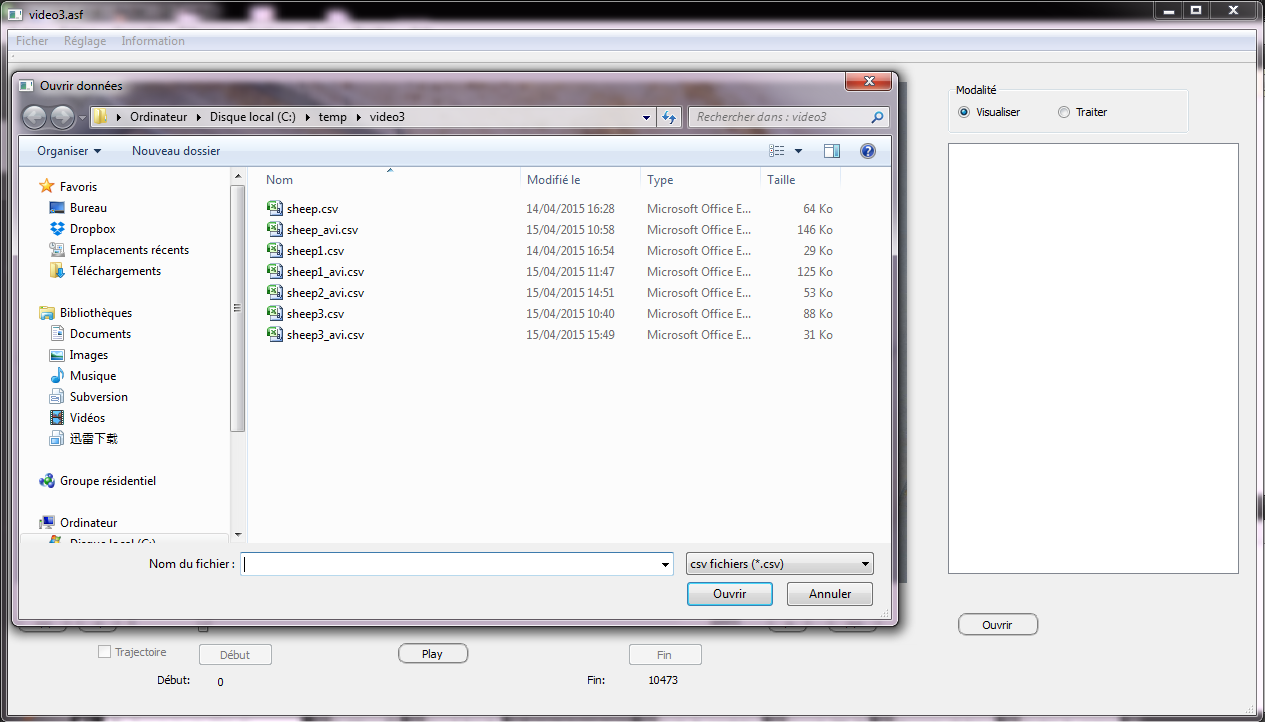 video3.asf
Ficher Réglage Information
Ouvrir données
Ordinateur Disque local (C:) temp video3
Rechercher dans : video3
Organiser Nouveau dossier
Favoris
Bureau
Dropbox
Emplacements récents
Téléchargements
Bibliothèques
Documents
Images
Musique
Subversion
Vidéos
迅雷下载
Groupe résidentiel
Ordinateur
Disque local (C:)
Nom Modifié le Type Taille
sheep.csv 14/04/2015 16:28 Microsoft Office E... 64 Ko
sheep_avi.csv 15/04/2015 10:58 Microsoft Office E... 146 Ko
sheep1.csv 14/04/2015 16:54 Microsoft Office E... 29 Ko
sheep1_avi.csv 15/04/2015 11:47 Microsoft Office E... 125 Ko
sheep2_avi.csv 15/04/2015 14:51 Microsoft Office E... 53 Ko
sheep3.csv 15/04/2015 10:40 Microsoft Office E... 88 Ko
sheep3_avi.csv 15/04/2015 15:49 Microsoft Office E... 31 Ko
Nom du fichier : csv fichiers (*.csv)
Ouvrir Annuler
Modalité
Visualiser Traiter
Ouvrir
Trajectoire Début Play Fin
Début: 0 Fin: 10473